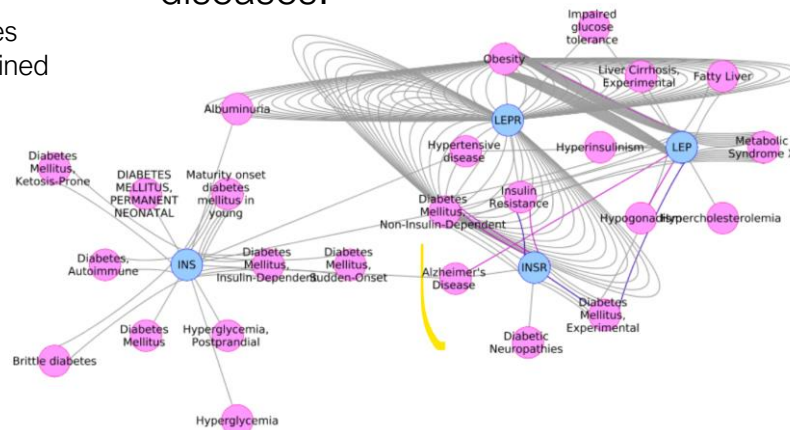 diseases.
es
ined
Impaired
glucose
tolerance
Obesity
Liver Cirrhosis,
Experimental
Fatty Liver
Albuminuria
LEPR
Hypertensive
disease
Hyperinsulinism
LEP
Metabolic
Syndrome X
Diabetes
Mellitus,
Ketosis-Prone
DIABETES
MELLITUS,
PERMANENT
NEONATAL
Maturity onset
diabetes
mellitus in
young
Diabetes
Mellitus,
Non-Insulin-Dependent
Insulin
Resistance
Hypogonadism
Hypercholesterolemia
Diabetes,
Autoimmune
INS
Diabetes
Mellitus,
Insulin-Dependent
Diabetes
Mellitus,
Sudden-Onset
Alzheimer's
Disease
INSR
Diabetes
Mellitus,
Experimental
Brittle diabetes
Diabetes
Mellitus
Hyperglycemia,
Postprandial
Diabetic
Neuropathies
Hyperglycemia